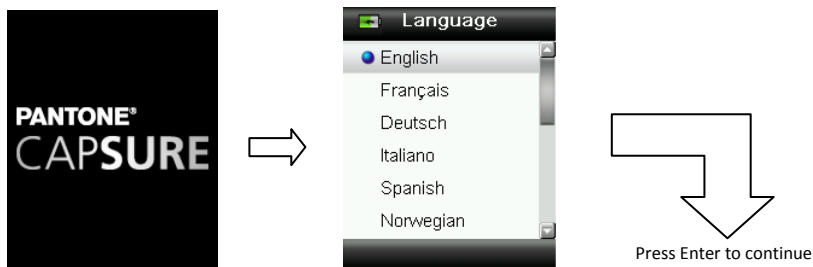 PANTONE®
CAPSURE
Language
English
Français
Deutsch
Italiano
Spanish
Norwegian
Press Enter to continue